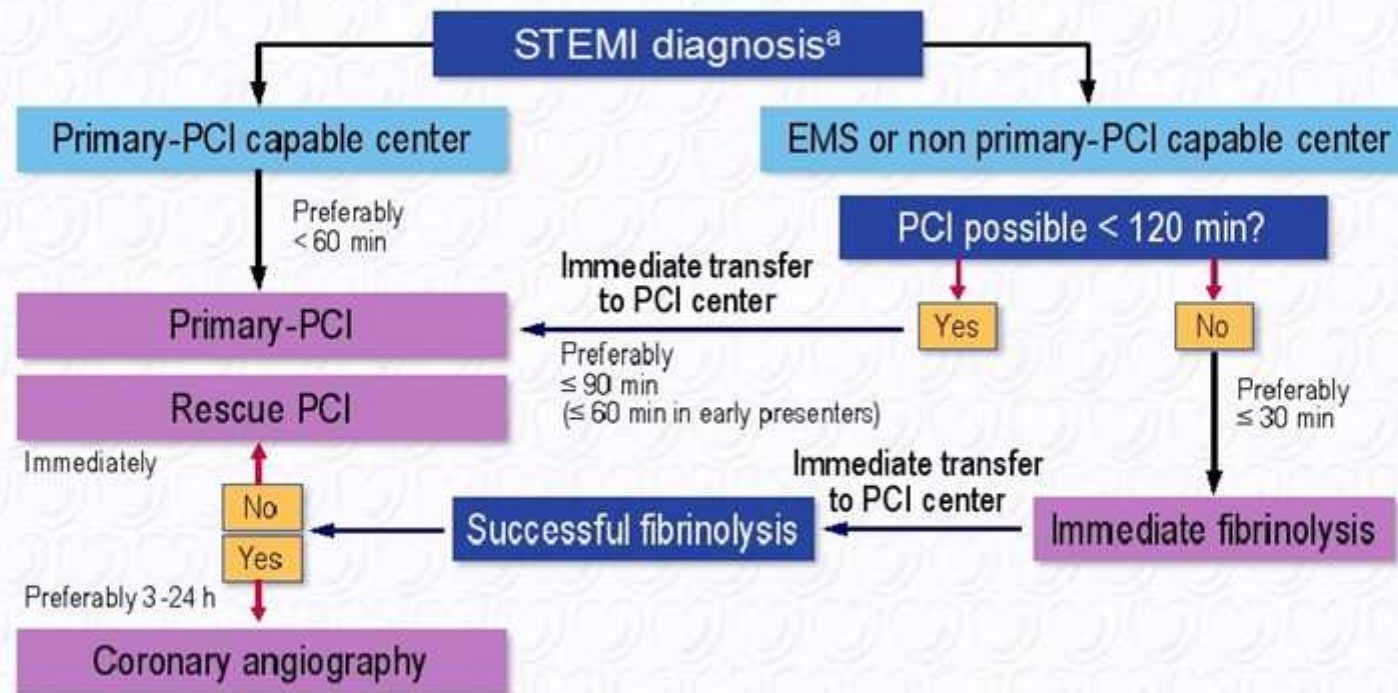 STEMI diagnosisᵃ
Primary-PCI capable center
EMS or non primary-PCI capable center
Preferably
< 60 min
PCI possible < 120 min?
Immediate transfer
to PCI center
Yes
No
Primary-PCI
Preferably
≤ 90 min
(≤ 60 min in early presenters)
Preferably
≤ 30 min
Rescue PCI
Immediately
No
Yes
Successful fibrinolysis
Immediate transfer
to PCI center
Immediate fibrinolysis
Preferably 3-24 h
Coronary angiography